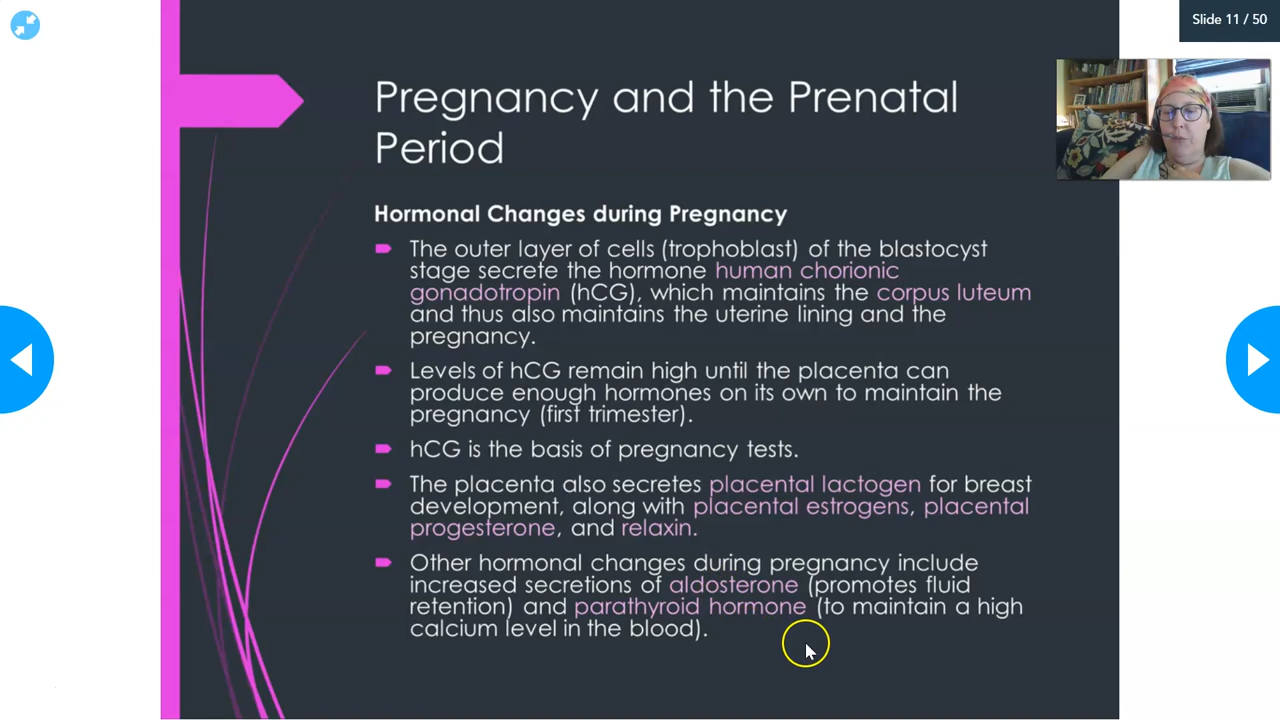 Slide 11 / 50
Pregnancy and the Prenatal
Period
Hormonal Changes during Pregnancy
The outer layer of cells (trophoblast) of the blastocyst
stage secrete the hormone human chorionic
gonadotropin (hCG), which maintains the corpus luteum
and thus also maintains the uterine lining and the
pregnancy.
Levels of hCG remain high until the placenta can
produce enough hormones on its own to maintain the
pregnancy (first trimester).
hCG is the basis of pregnancy tests.
The placenta also secretes placental lactogen for breast
development, along with placental estrogens, placental
progesterone, and relaxin.
Other hormonal changes during pregnancy include
increased secretions of aldosterone (promotes fluid
retention) and parathyroid hormone (to maintain a high
calcium level in the blood).